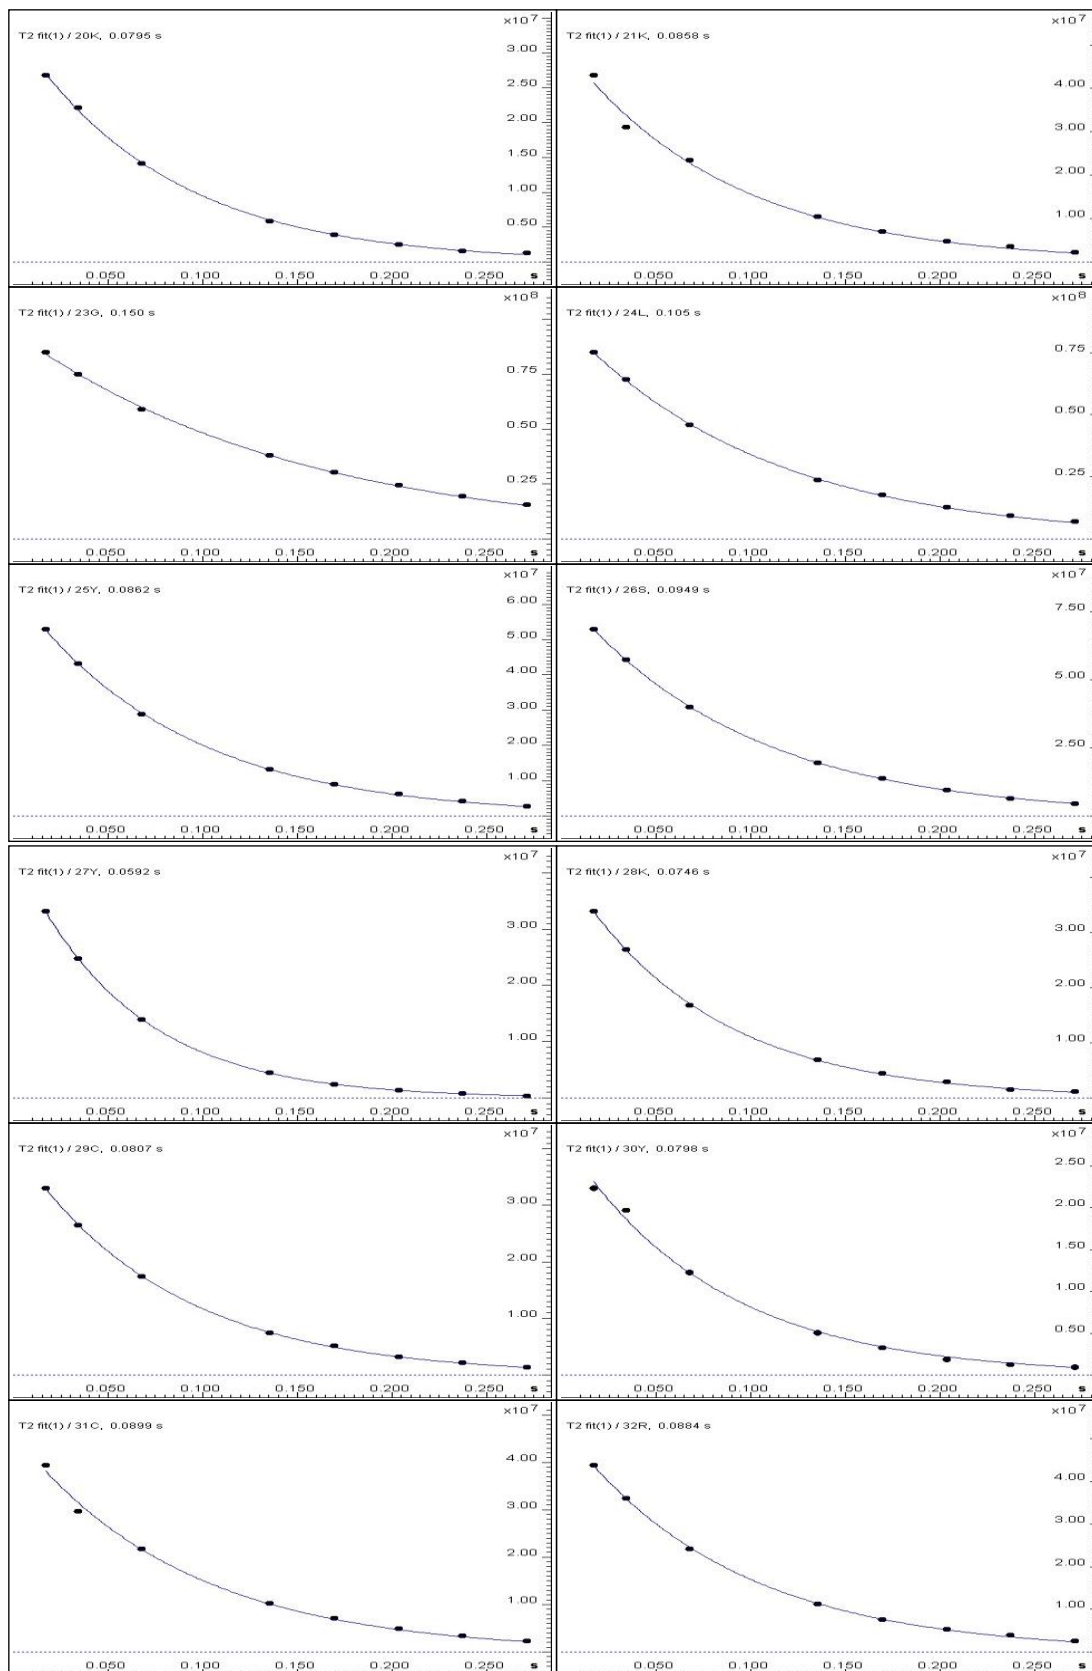 T2 fit(1) / 20K, 0.0795 s
x10 7
3.00
2.50
2.00
1.50
1.00
0.50
0.050 0.100 0.150 0.200 0.250 s
T2 fit(1) / 21K, 0.0858 s
x10 7
4.00
3.00
2.00
1.00
0.050 0.100 0.150 0.200 0.250 s
T2 fit(1) / 23G, 0.150 s
x10 8
0.75
0.50
0.25
0.050 0.100 0.150 0.200 0.250 s
T2 fit(1) / 24L, 0.105 s
x10 8
0.75
0.50
0.25
0.050 0.100 0.150 0.200 0.250 s
T2 fit(1) / 25Y, 0.0862 s
x10 7
6.00
5.00
4.00
3.00
2.00
1.00
0.050 0.100 0.150 0.200 0.250 s
T2 fit(1) / 26S, 0.0949 s
x10 7
7.50
5.00
2.50
0.050 0.100 0.150 0.200 0.250 s
T2 fit(1) / 27Y, 0.0592 s
x10 7
3.00
2.00
1.00
0.050 0.100 0.150 0.200 0.250 s
T2 fit(1) / 28K, 0.0746 s
x10 7
3.00
2.00
1.00
0.050 0.100 0.150 0.200 0.250 s
T2 fit(1) / 29C, 0.0807 s
x10 7
3.00
2.00
1.00
0.050 0.100 0.150 0.200 0.250 s
T2 fit(1) / 30Y, 0.0798 s
x10 7
2.50
2.00
1.50
1.00
0.50
0.050 0.100 0.150 0.200 0.250 s
T2 fit(1) / 31C, 0.0899 s
x10 7
4.00
3.00
2.00
1.00
0.050 0.100 0.150 0.200 0.250 s
T2 fit(1) / 32R, 0.0884 s
x10 7
4.00
3.00
2.00
1.00
0.050 0.100 0.150 0.200 0.250 s